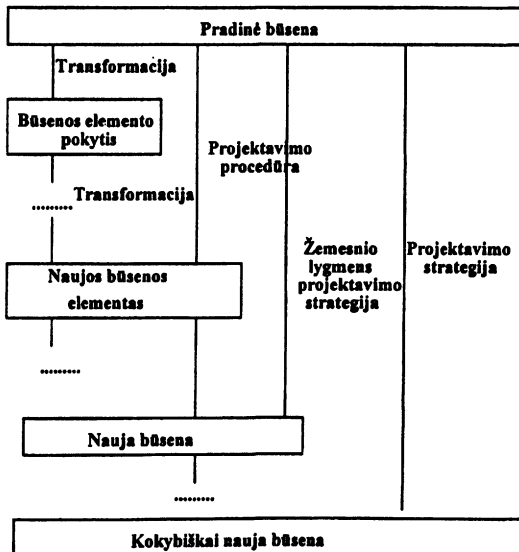 Pradinė būsena
Transformacija
Būsenos elemento
pokytis
Projektavimo
procedūra
.........
Transformacija
Žemesnio
lygmens
projektavimo
strategija
Projektavimo
strategija
Naujos būsenos
elementas
.........
Nauja būsena
.........
Kokybiškai nauja būsena